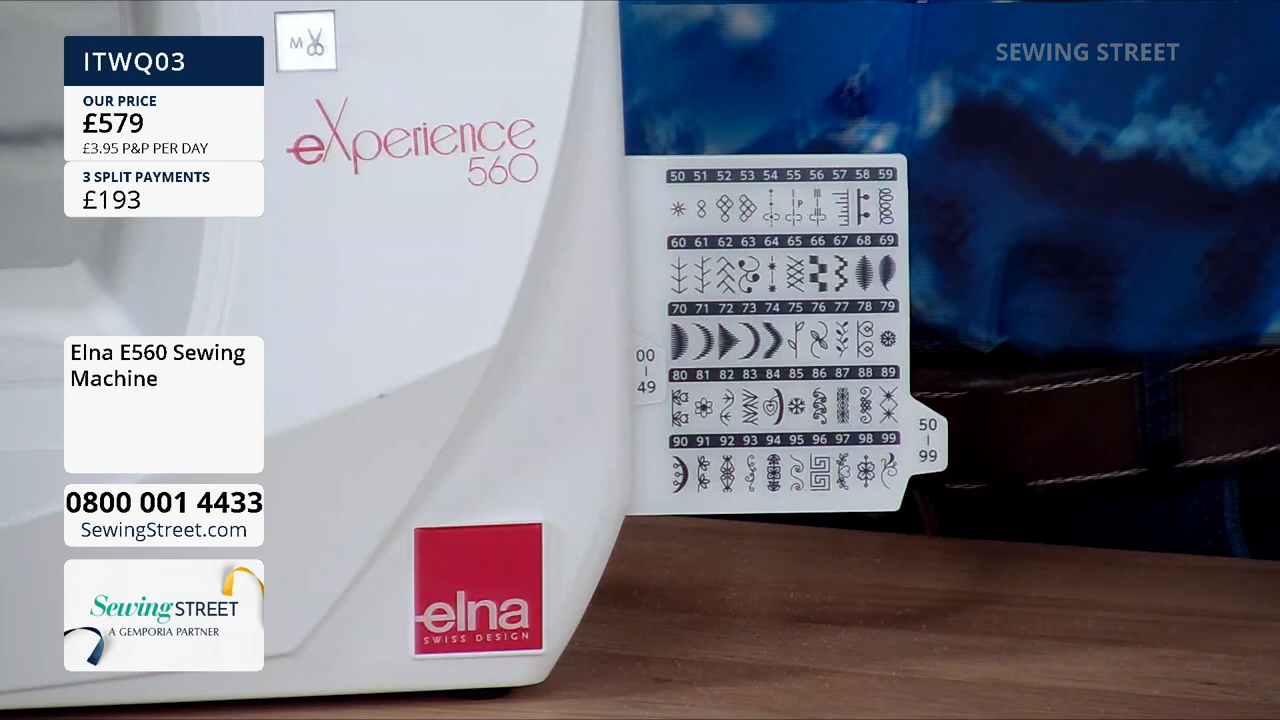 ITWQ03
OUR PRICE
£579
£3.95 P&P PER DAY
3 SPLIT PAYMENTS
£193
Elna E560 Sewing
Machine
0800 001 4433
SewingStreet.com
Sewing STREET
A GEMPORIA PARTNER
SEWING STREET
M
eXperience
560
50 51 52 53 54 55 56 57 58 59
P
60 61 62 63 64 65 66 67 68 69
70 71 72 73 74 75 76 77 78 79
00
-
49
80 81 82 83 84 85 86 87 88 89
50
-
99
90 91 92 93 94 95 96 97 98 99
elna
SWISS DESIGN